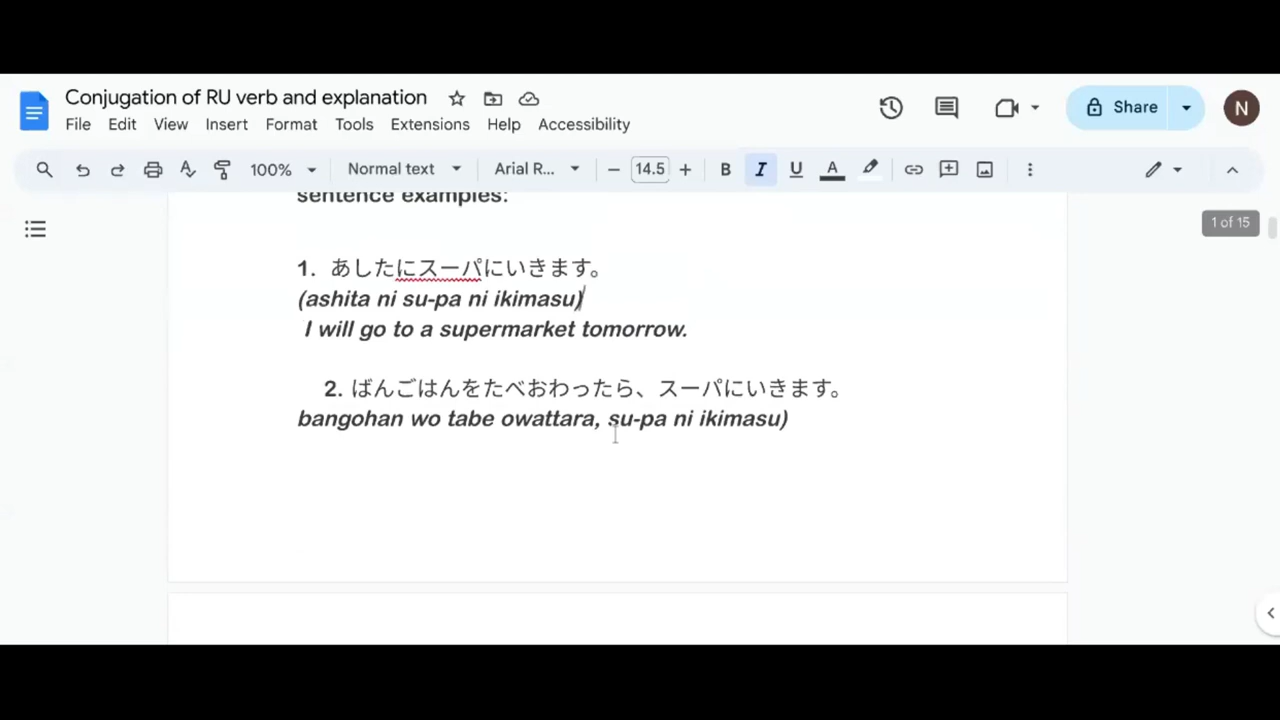 Conjugation of RU verb and explanation
File Edit View Insert Format Tools Extensions Help Accessibility
Share
N
100% Normal text Arial R... 14.5 B I U A
1 of 15
sentence examples:
1. あしたにスーパにいきます。
(ashita ni su-pa ni ikimasu)
I will go to a supermarket tomorrow.
2. ばんごはんをたべおわったら、スーパにいきます。
bangohan wo tabe owattara, su-pa ni ikimasu)